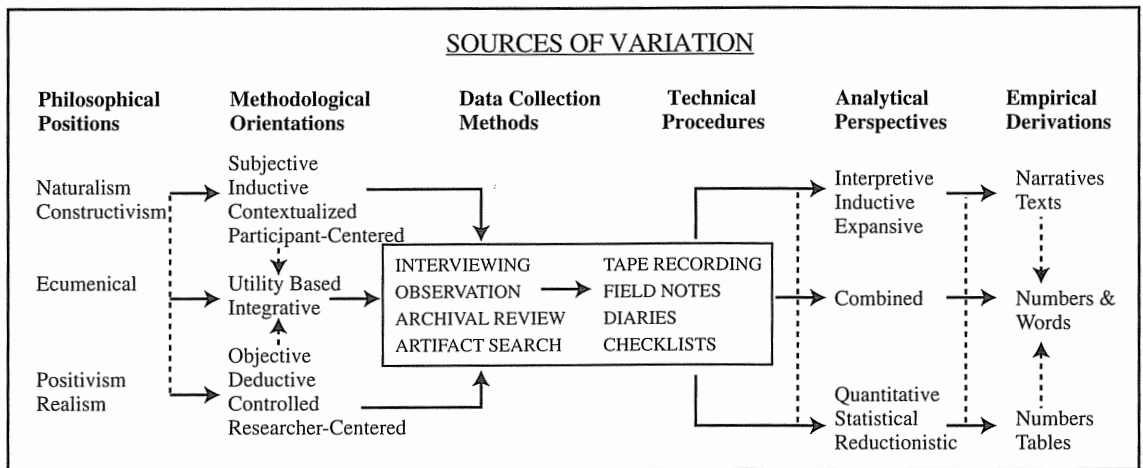 SOURCES OF VARIATION
Philosophical
Positions
Methodological
Orientations
Data Collection
Methods
Technical
Procedures
Analytical
Perspectives
Empirical
Derivations
Naturalism
Constructivism
Subjective
Inductive
Contextualized
Participant-Centered
Interpretive
Inductive
Expansive
Narratives
Texts
Ecumenical
Utility Based
Integrative
INTERVIEWING
OBSERVATION
ARCHIVAL REVIEW
ARTIFACT SEARCH
TAPE RECORDING
FIELD NOTES
DIARIES
CHECKLISTS
Combined
Numbers &
Words
Positivism
Realism
Objective
Deductive
Controlled
Researcher-Centered
Quantitative
Statistical
Reductionistic
Numbers
Tables